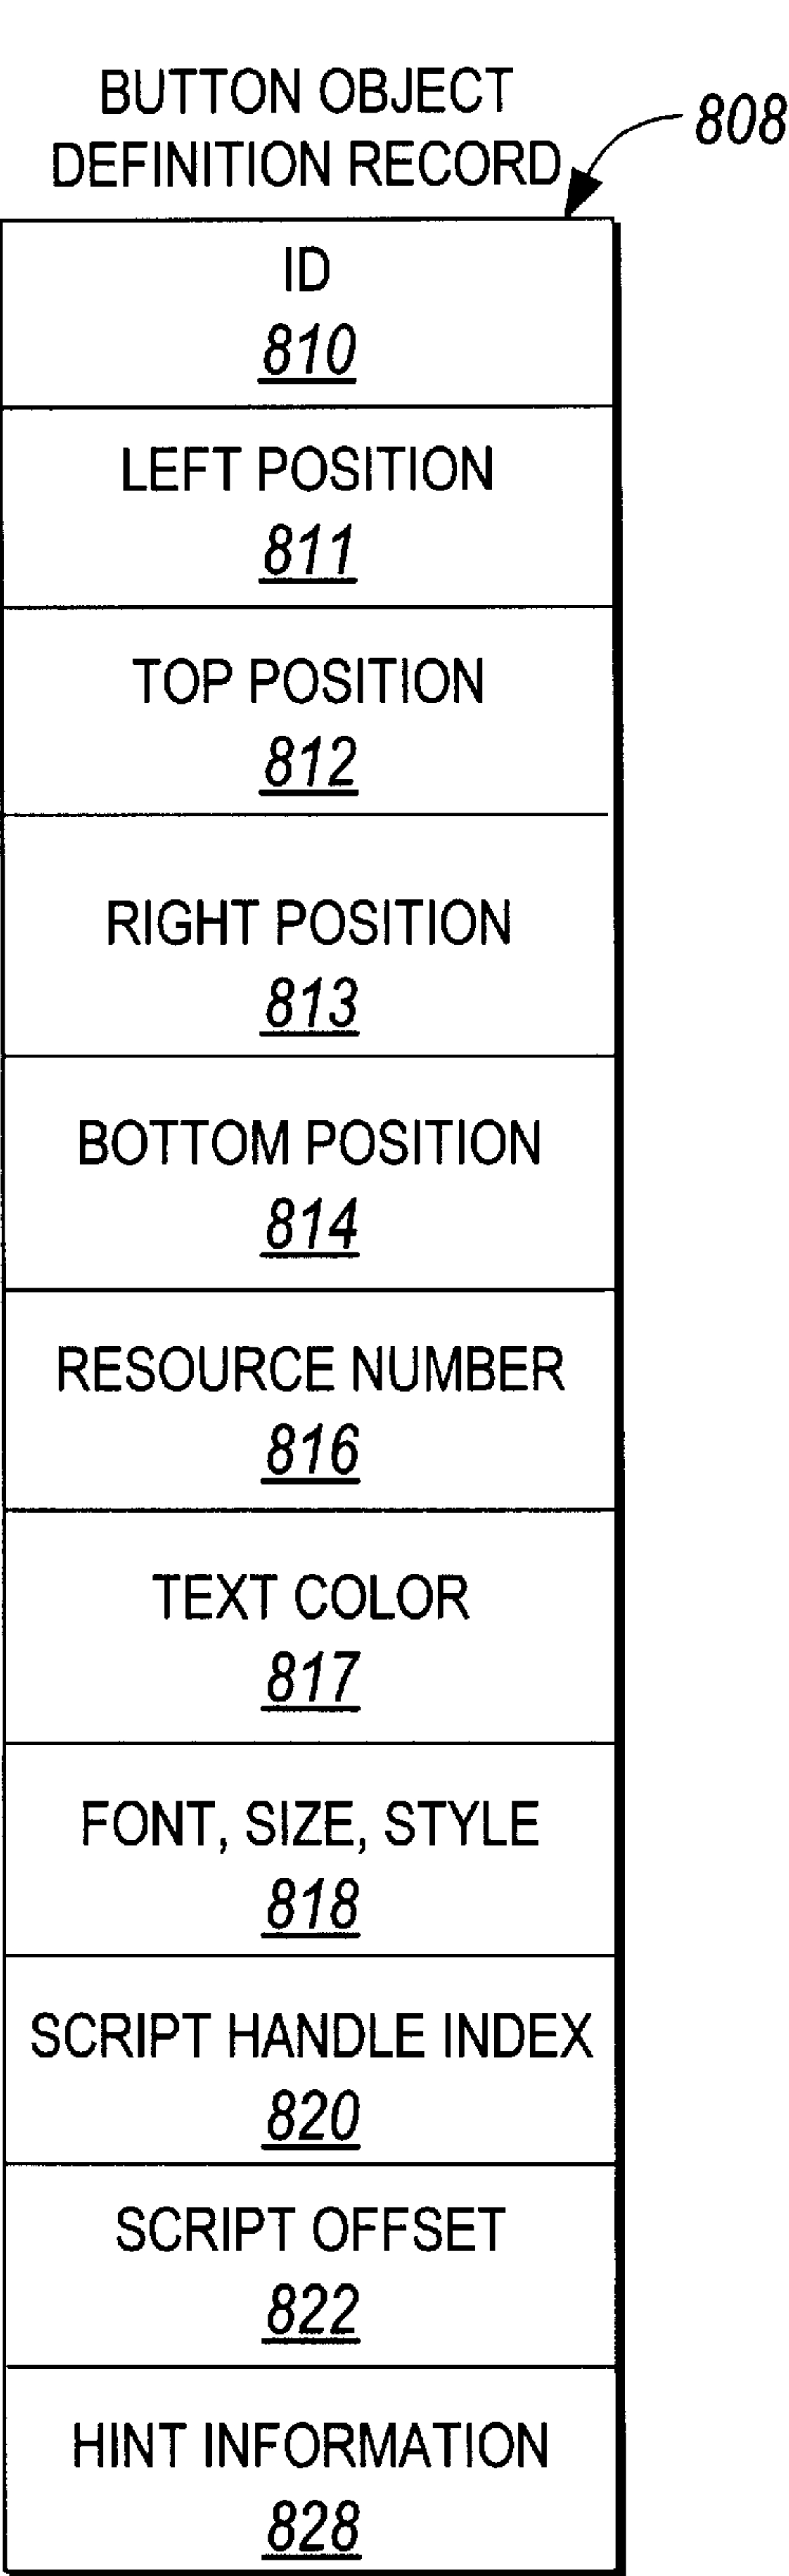 BUTTON OBJECT
DEFINITION RECORD
808
ID
810
LEFT POSITION
811
TOP POSITION
812
RIGHT POSITION
813
BOTTOM POSITION
814
RESOURCE NUMBER
816
TEXT COLOR
817
FONT, SIZE, STYLE
818
SCRIPT HANDLE INDEX
820
SCRIPT OFFSET
822
HINT INFORMATION
828